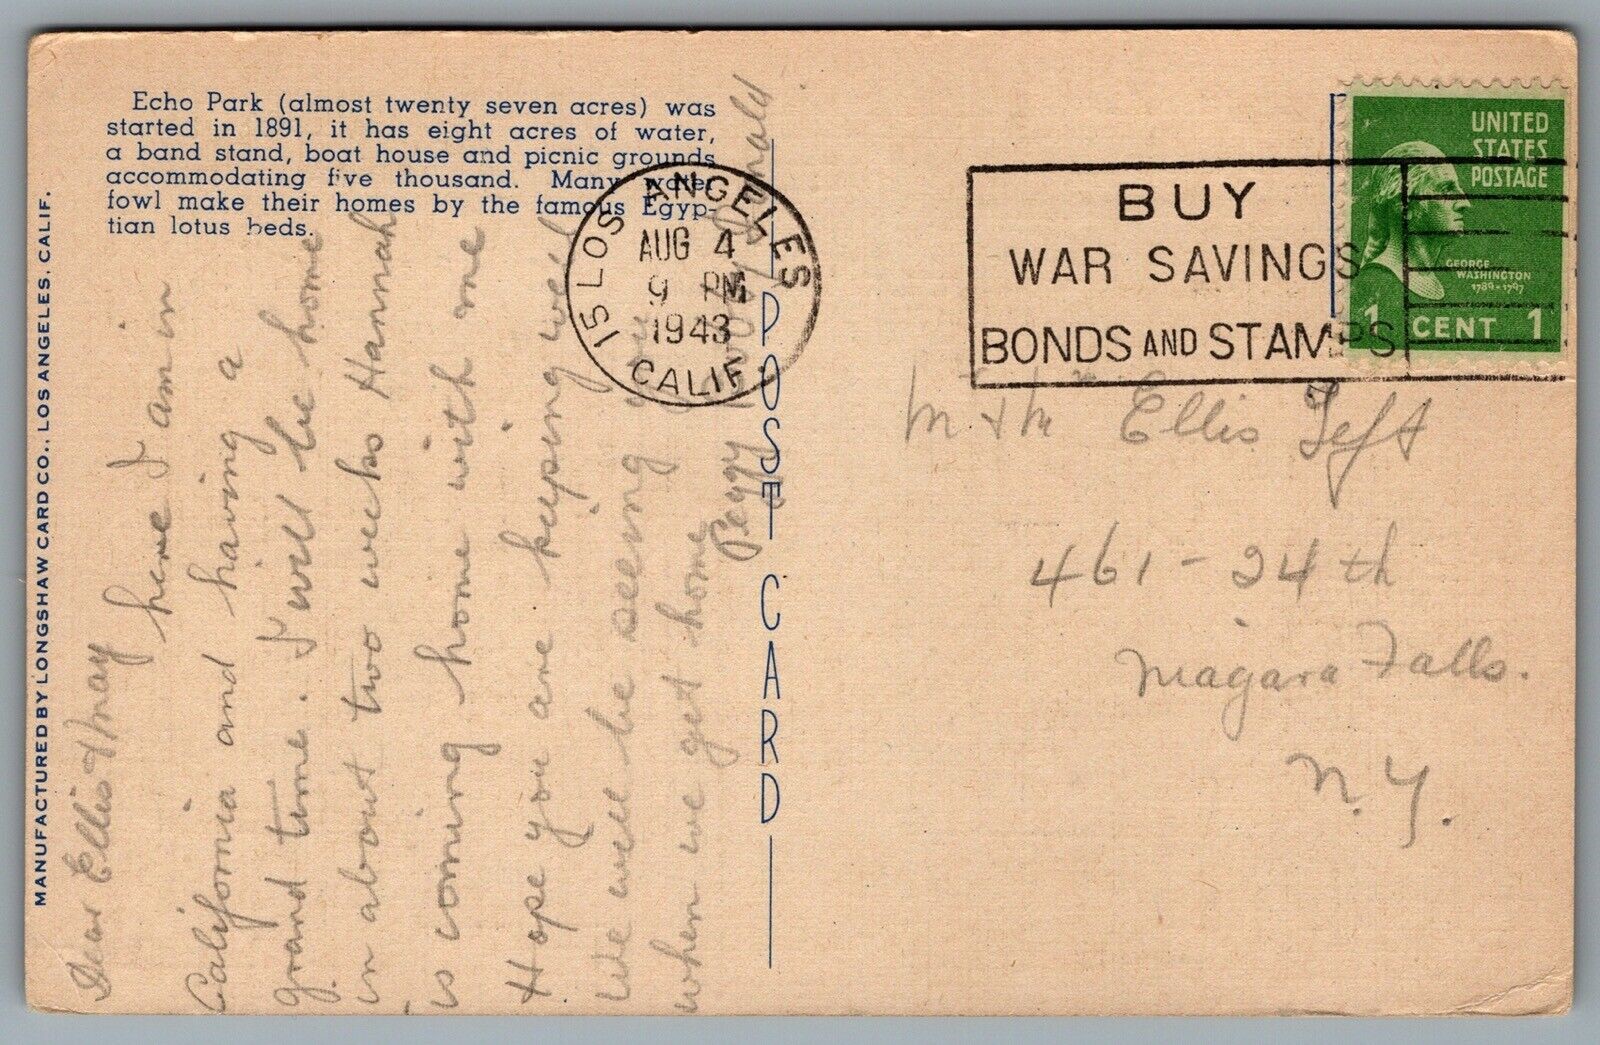 Echo Park (almost twenty seven acres) was
started in 1891, it has eight acres of water,
a band stand, boat house and picnic grounds
accommodating five thousand. Many water
fowl make their homes by the famous Egyp-
tian lotus beds.
MANUFACTURED BY LONGSHAW CARD CO., LOS ANGELES, CALIF.
Dear Ellis & May
here I am in
California and having a
grand time. I will be home
in about two weeks Hannah
is coming home with me
Hope you are keeping well
We will be seeing you
when we get home
Peggy
POST CARD
15 LOS ANGELES
AUG 4
9 PM
1943
CALIF
BUY
WAR SAVINGS
BONDS AND STAMPS
UNITED
STATES
POSTAGE
GEORGE
WASHINGTON
1789-1797
1 CENT 1
M & M Ellis Teft
461-24th
Niagara Falls.
N.Y.